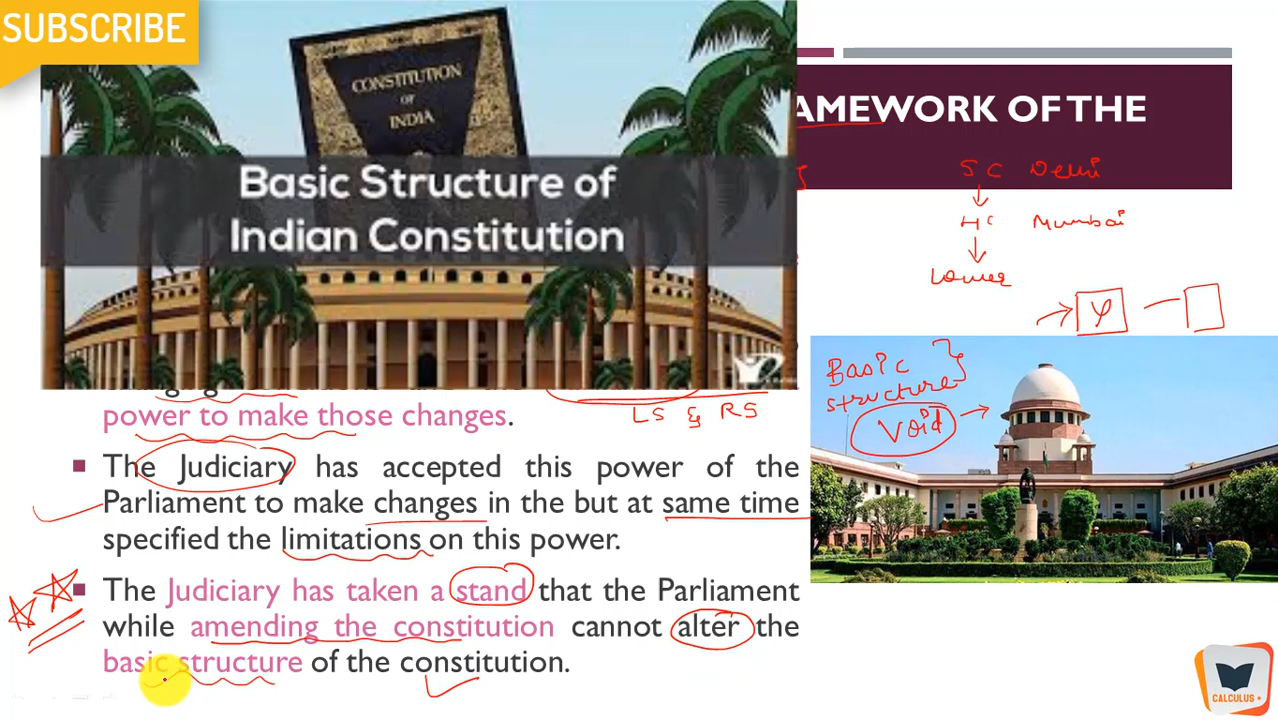 SUBSCRIBE
CONSTITUTION
OF
INDIA
Basic Structure of
Indian Constitution
AMEWORK OF THE
SC Delhi
HC Mumbai
Lower
Basic
structure
Void
power to make those changes.
LS & RS
The Judiciary has accepted this power of the
Parliament to make changes in the but at same time
specified the limitations on this power.
The Judiciary has taken a stand that the Parliament
while amending the constitution cannot alter the
basic structure of the constitution.
CALCULUS +